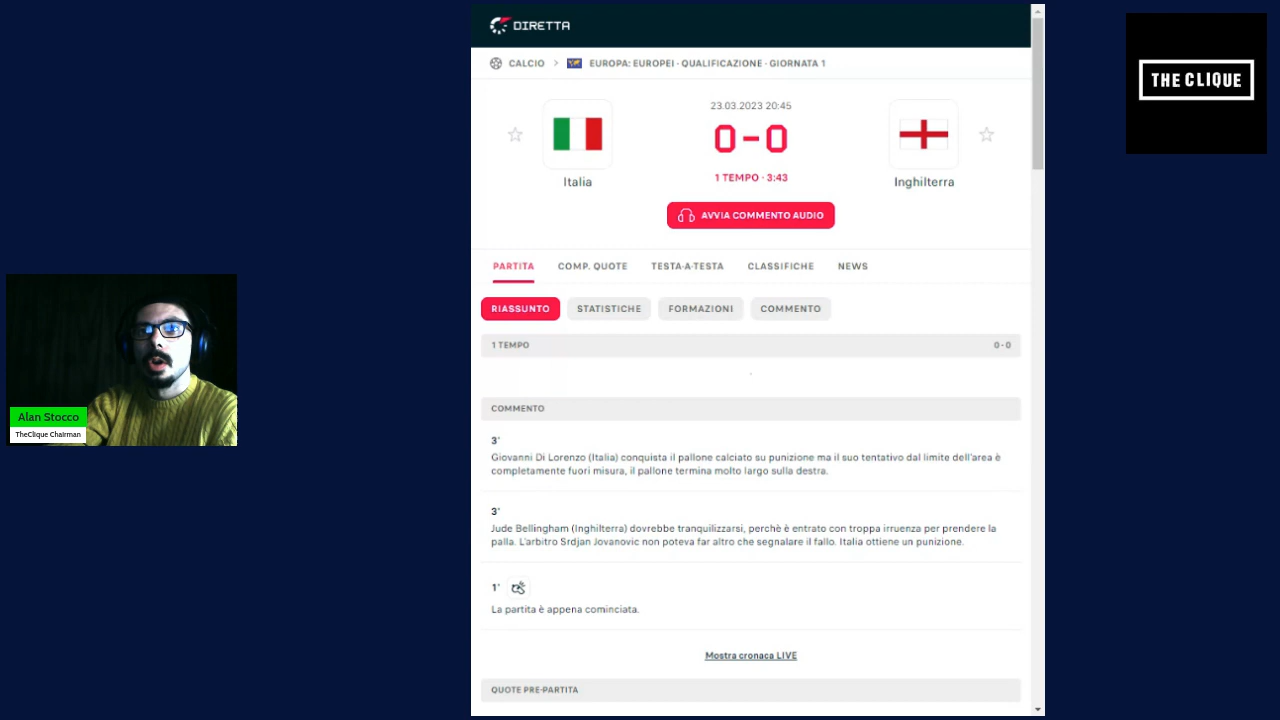 DIRETTA
CALCIO > EUROPA: EUROPEI - QUALIFICAZIONE - GIORNATA 1
23.03.2023 20:45
0-0
Italia
1 TEMPO - 3:43
Inghilterra
AVVIA COMMENTO AUDIO
PARTITA COMP. QUOTE TESTA-A-TESTA CLASSIFICHE NEWS
RIASSUNTO STATISTICHE FORMAZIONI COMMENTO
1 TEMPO 0-0
COMMENTO
3'
Giovanni Di Lorenzo (Italia) conquista il pallone calciato su punizione ma il suo tentativo dal limite dell'area è
completamente fuori misura, il pallone termina molto largo sulla destra.
3'
Jude Bellingham (Inghilterra) dovrebbe tranquilizzarsi, perchè è entrato con troppa irruenza per prendere la
palla. L'arbitro Srdjan Jovanovic non poteva far altro che segnalare il fallo. Italia ottiene un punizione.
1'
La partita è appena cominciata.
Mostra cronaca LIVE
QUOTE PRE-PARTITA
Alan Stocco
TheClique Chairman
THE CLIQUE